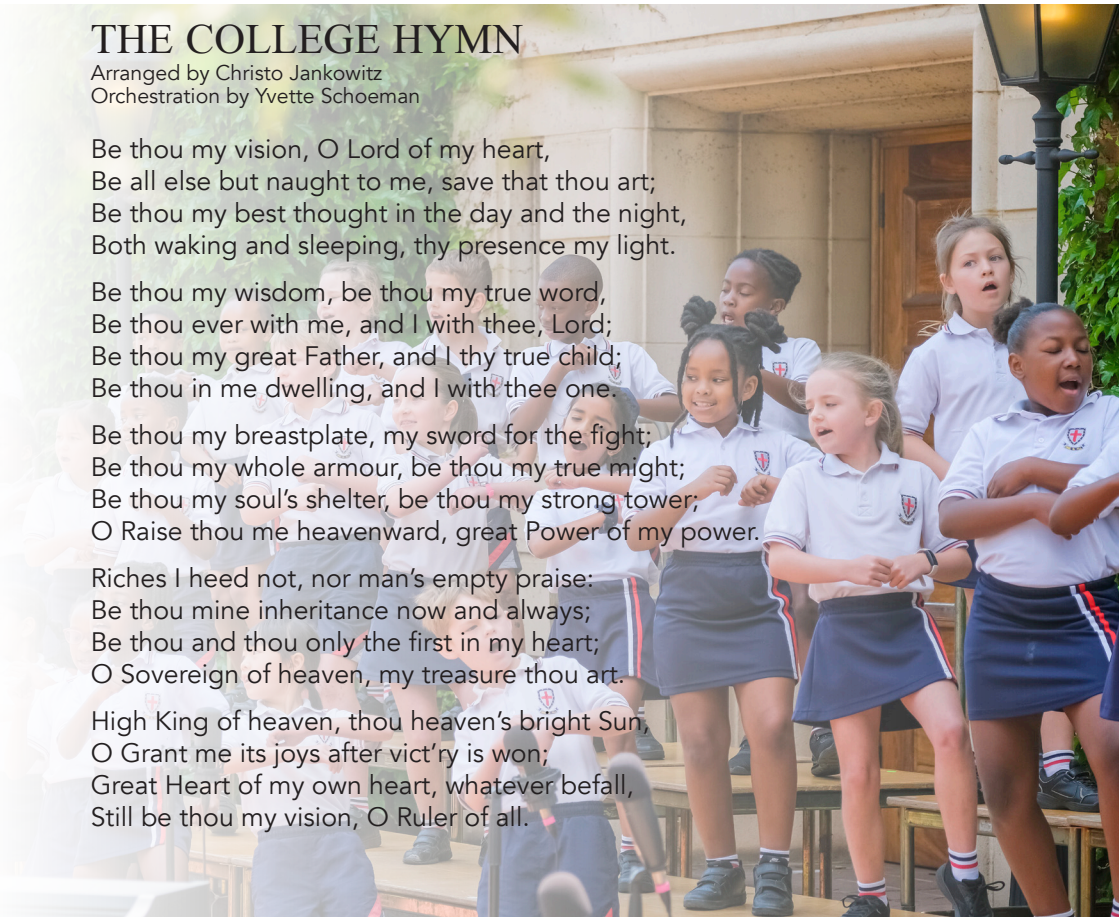 THE COLLEGE HYMN
Arranged by Christo Jankowitz
Orchestration by Yvette Schoeman
Be thou my vision, O Lord of my heart,
Be all else but naught to me, save that thou art;
Be thou my best thought in the day and the night,
Both waking and sleeping, thy presence my light.
Be thou my wisdom, be thou my true word,
Be thou ever with me, and I with thee, Lord;
Be thou my great Father, and I thy true child;
Be thou in me dwelling, and I with thee one.
Be thou my breastplate, my sword for the fight;
Be thou my whole armour, be thou my true might;
Be thou my soul's shelter, be thou my strong tower;
O Raise thou me heavenward, great Power of my power.
Riches I heed not, nor man's empty praise:
Be thou mine inheritance now and always;
Be thou and thou only the first in my heart;
O Sovereign of heaven, my treasure thou art.
High King of heaven, thou heaven's bright Sun,
O Grant me its joys after vict'ry is won;
Great Heart of my own heart, whatever befall,
Still be thou my vision, O Ruler of all.